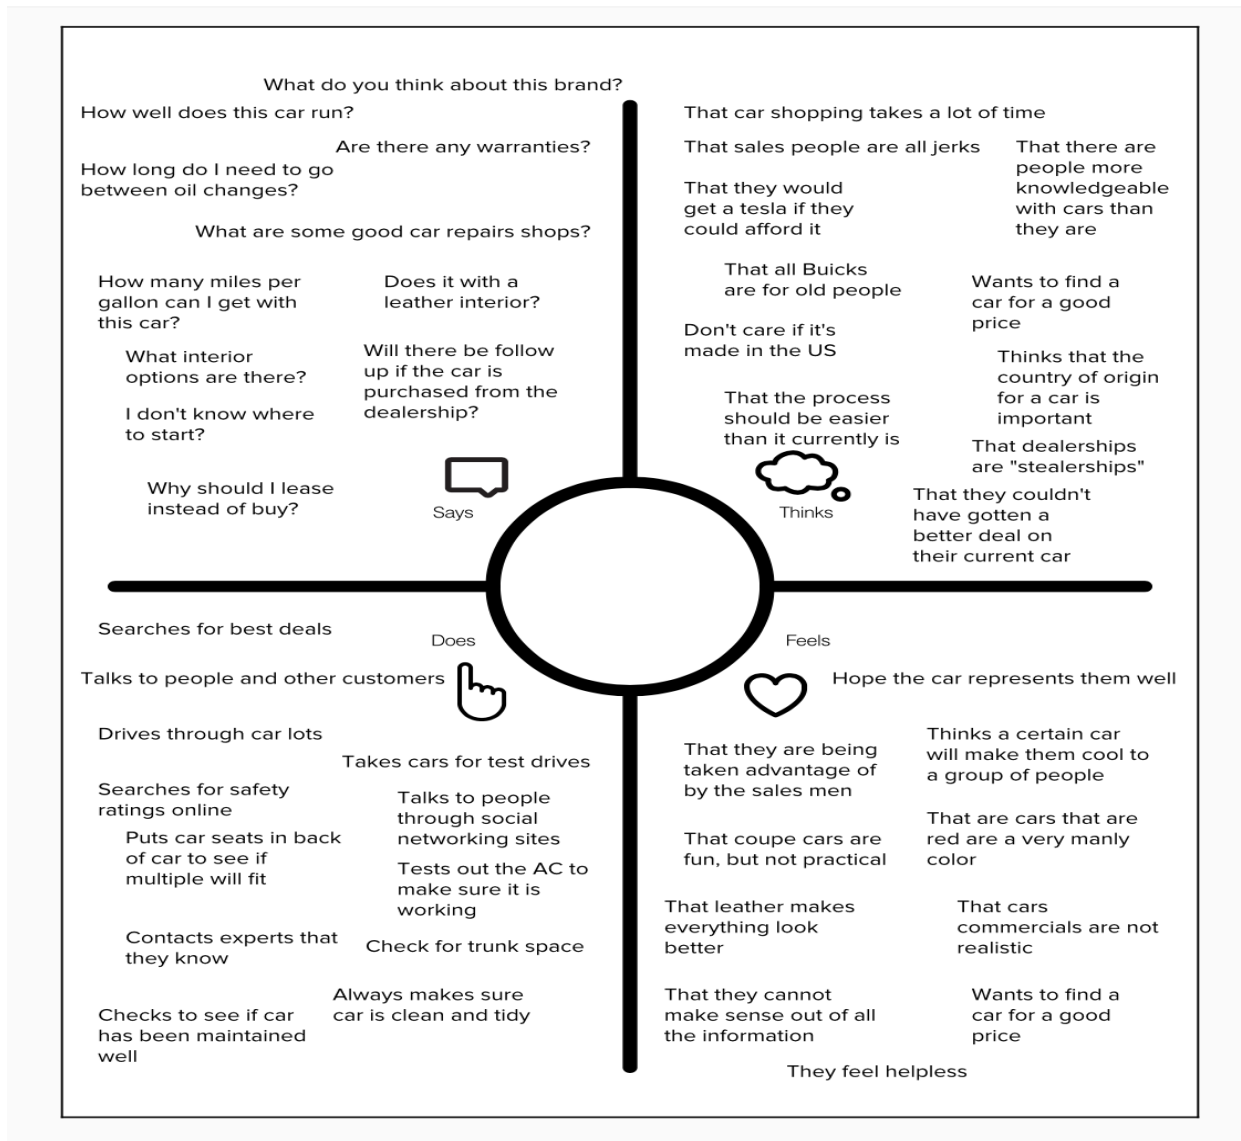 What do you think about this brand?
How well does this car run?
Are there any warranties?
How long do I need to go
between oil changes?
What are some good car repairs shops?
How many miles per
gallon can I get with
this car?
Does it with a
leather interior?
What interior
options are there?
Will there be follow
up if the car is
purchased from the
dealership?
I don't know where
to start?
Why should I lease
instead of buy?
Says
That car shopping takes a lot of time
That sales people are all jerks
That there are
people more
knowledgeable
with cars than
they are
That they would
get a tesla if they
could afford it
That all Buicks
are for old people
Wants to find a
car for a good
price
Don't care if it's
made in the US
Thinks that the
country of origin
for a car is
important
That the process
should be easier
than it currently is
That dealerships
are "stealerships"
That they couldn't
have gotten a
better deal on
their current car
Thinks
Searches for best deals
Does
Talks to people and other customers
Drives through car lots
Takes cars for test drives
Searches for safety
ratings online
Talks to people
through social
networking sites
Puts car seats in back
of car to see if
multiple will fit
Tests out the AC to
make sure it is
working
Contacts experts that
they know
Check for trunk space
Always makes sure
car is clean and tidy
Checks to see if car
has been maintained
well
Feels
Hope the car represents them well
That they are being
taken advantage of
by the sales men
Thinks a certain car
will make them cool to
a group of people
That coupe cars are
fun, but not practical
That are cars that are
red are a very manly
color
That leather makes
everything look
better
That cars
commercials are not
realistic
That they cannot
make sense out of all
the information
Wants to find a
car for a good
price
They feel helpless